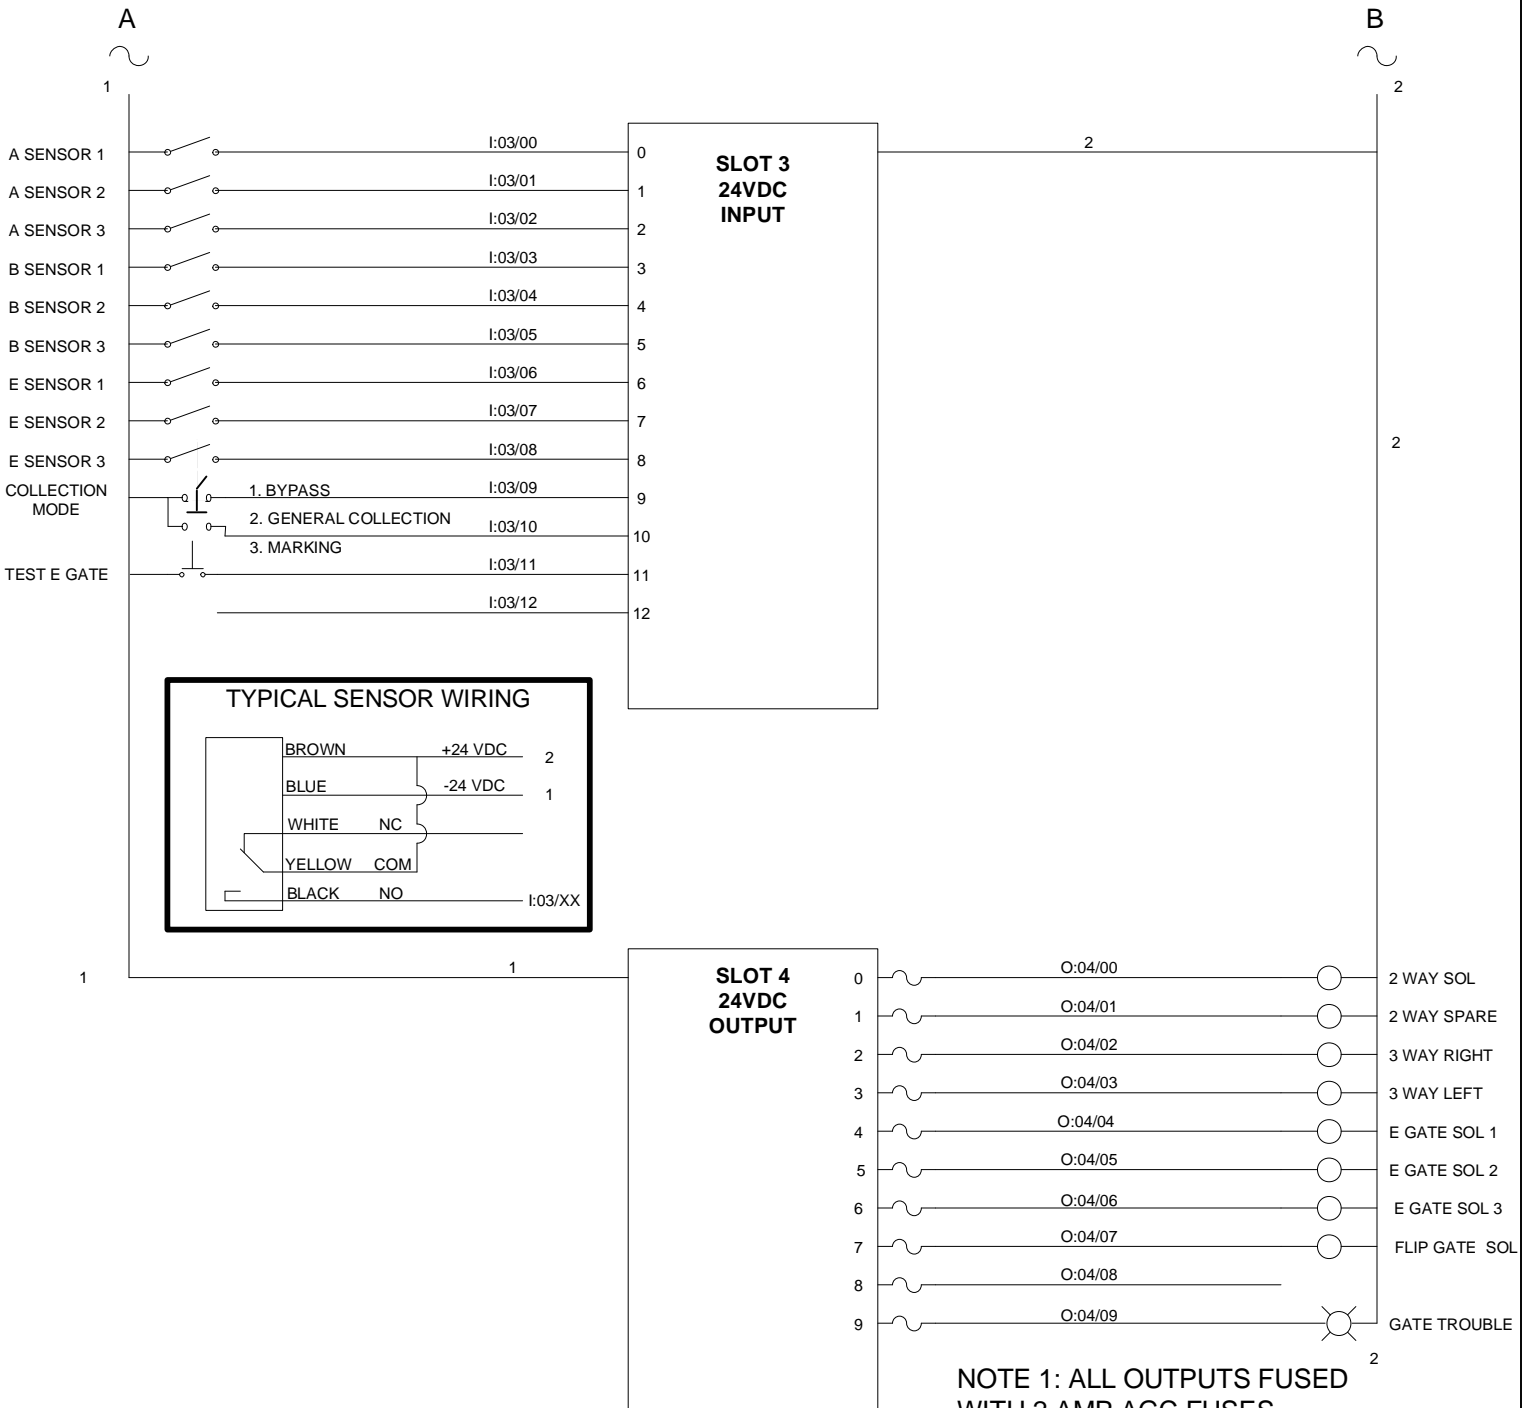 A
B
1
2
A SENSOR 1
I:03/00
0
SLOT 3
24VDC
INPUT
2
A SENSOR 2
I:03/01
1
A SENSOR 3
I:03/02
2
B SENSOR 1
I:03/03
3
B SENSOR 2
I:03/04
4
B SENSOR 3
I:03/05
5
E SENSOR 1
I:03/06
6
E SENSOR 2
I:03/07
7
2
E SENSOR 3
I:03/08
8
COLLECTION
MODE
1. BYPASS
I:03/09
9
2. GENERAL COLLECTION
I:03/10
10
3. MARKING
TEST E GATE
I:03/11
11
I:03/12
12
TYPICAL SENSOR WIRING
BROWN +24 VDC 2
BLUE -24 VDC 1
WHITE NC
YELLOW COM
BLACK NO I:03/XX
1
1
SLOT 4
24VDC
OUTPUT
0
O:04/00
2 WAY SOL
1
O:04/01
2 WAY SPARE
2
O:04/02
3 WAY RIGHT
3
O:04/03
3 WAY LEFT
4
O:04/04
E GATE SOL 1
5
O:04/05
E GATE SOL 2
6
O:04/06
E GATE SOL 3
7
O:04/07
FLIP GATE SOL
8
O:04/08
9
O:04/09
GATE TROUBLE
2
NOTE 1: ALL OUTPUTS FUSED
WITH 2 AMP AGC FUSES